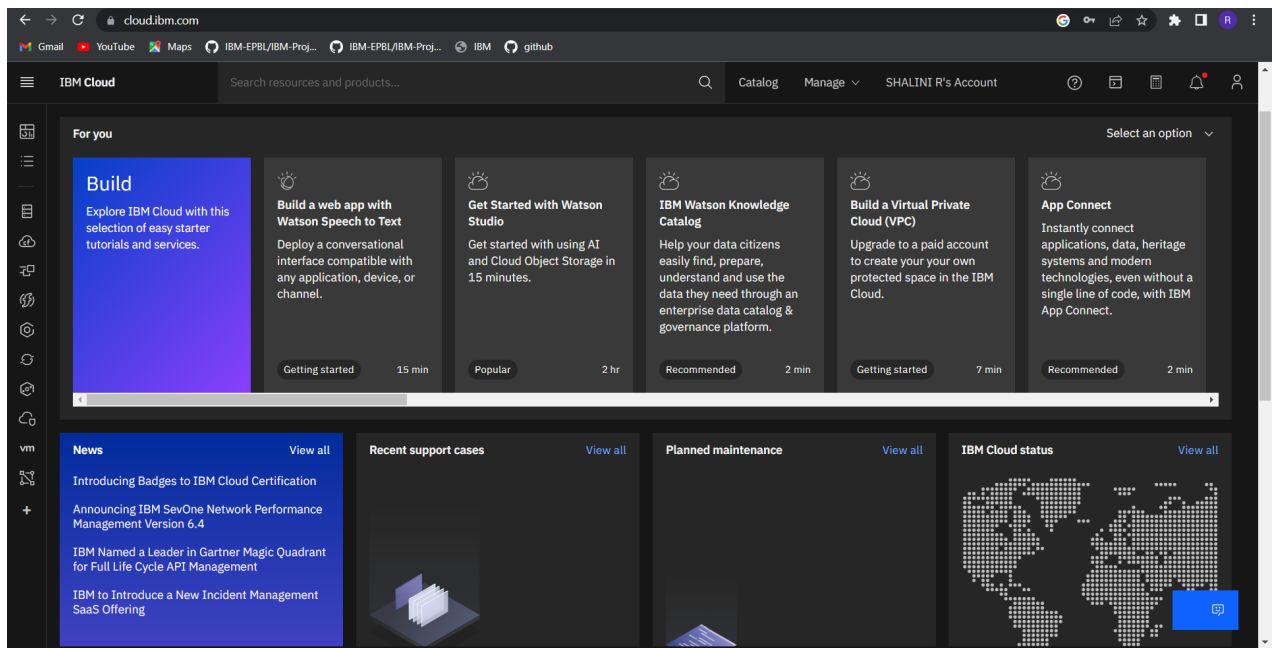 cloud.ibm.com
R
Gmail
YouTube
Maps
IBM-EPBL/IBM-Proj...
IBM-EPBL/IBM-Proj...
IBM
github
IBM Cloud
Search resources and products...
Catalog
Manage
SHALINI R's Account
For you
Select an option
Build
Explore IBM Cloud with this
selection of easy starter
tutorials and services.
Build a web app with
Watson Speech to Text
Deploy a conversational
interface compatible with
any application, device, or
channel.
Getting started
15 min
Get Started with Watson
Studio
Get started with using AI
and Cloud Object Storage in
15 minutes.
Popular
2 hr
IBM Watson Knowledge
Catalog
Help your data citizens
easily find, prepare,
understand and use the
data they need through an
enterprise data catalog &
governance platform.
Recommended
2 min
Build a Virtual Private
Cloud (VPC)
Upgrade to a paid account
to create your your own
protected space in the IBM
Cloud.
Getting started
7 min
App Connect
Instantly connect
applications, data, heritage
systems and modern
technologies, even without a
single line of code, with IBM
App Connect.
Recommended
2 min
vm
News
View all
Introducing Badges to IBM Cloud Certification
Announcing IBM SevOne Network Performance
Management Version 6.4
IBM Named a Leader in Gartner Magic Quadrant
for Full Life Cycle API Management
IBM to Introduce a New Incident Management
SaaS Offering
Recent support cases
View all
Planned maintenance
View all
IBM Cloud status
View all